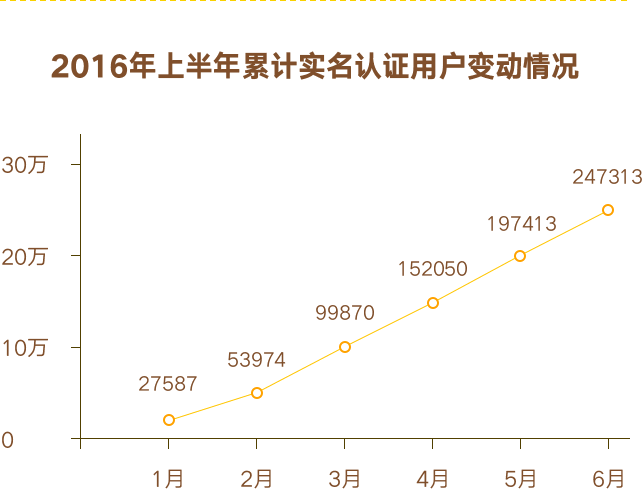 2016年上半年累计实名认证用户变动情况
30万
20万
10万
0
27587
53974
99870
152050
197413
247313
1月
2月
3月
4月
5月
6月